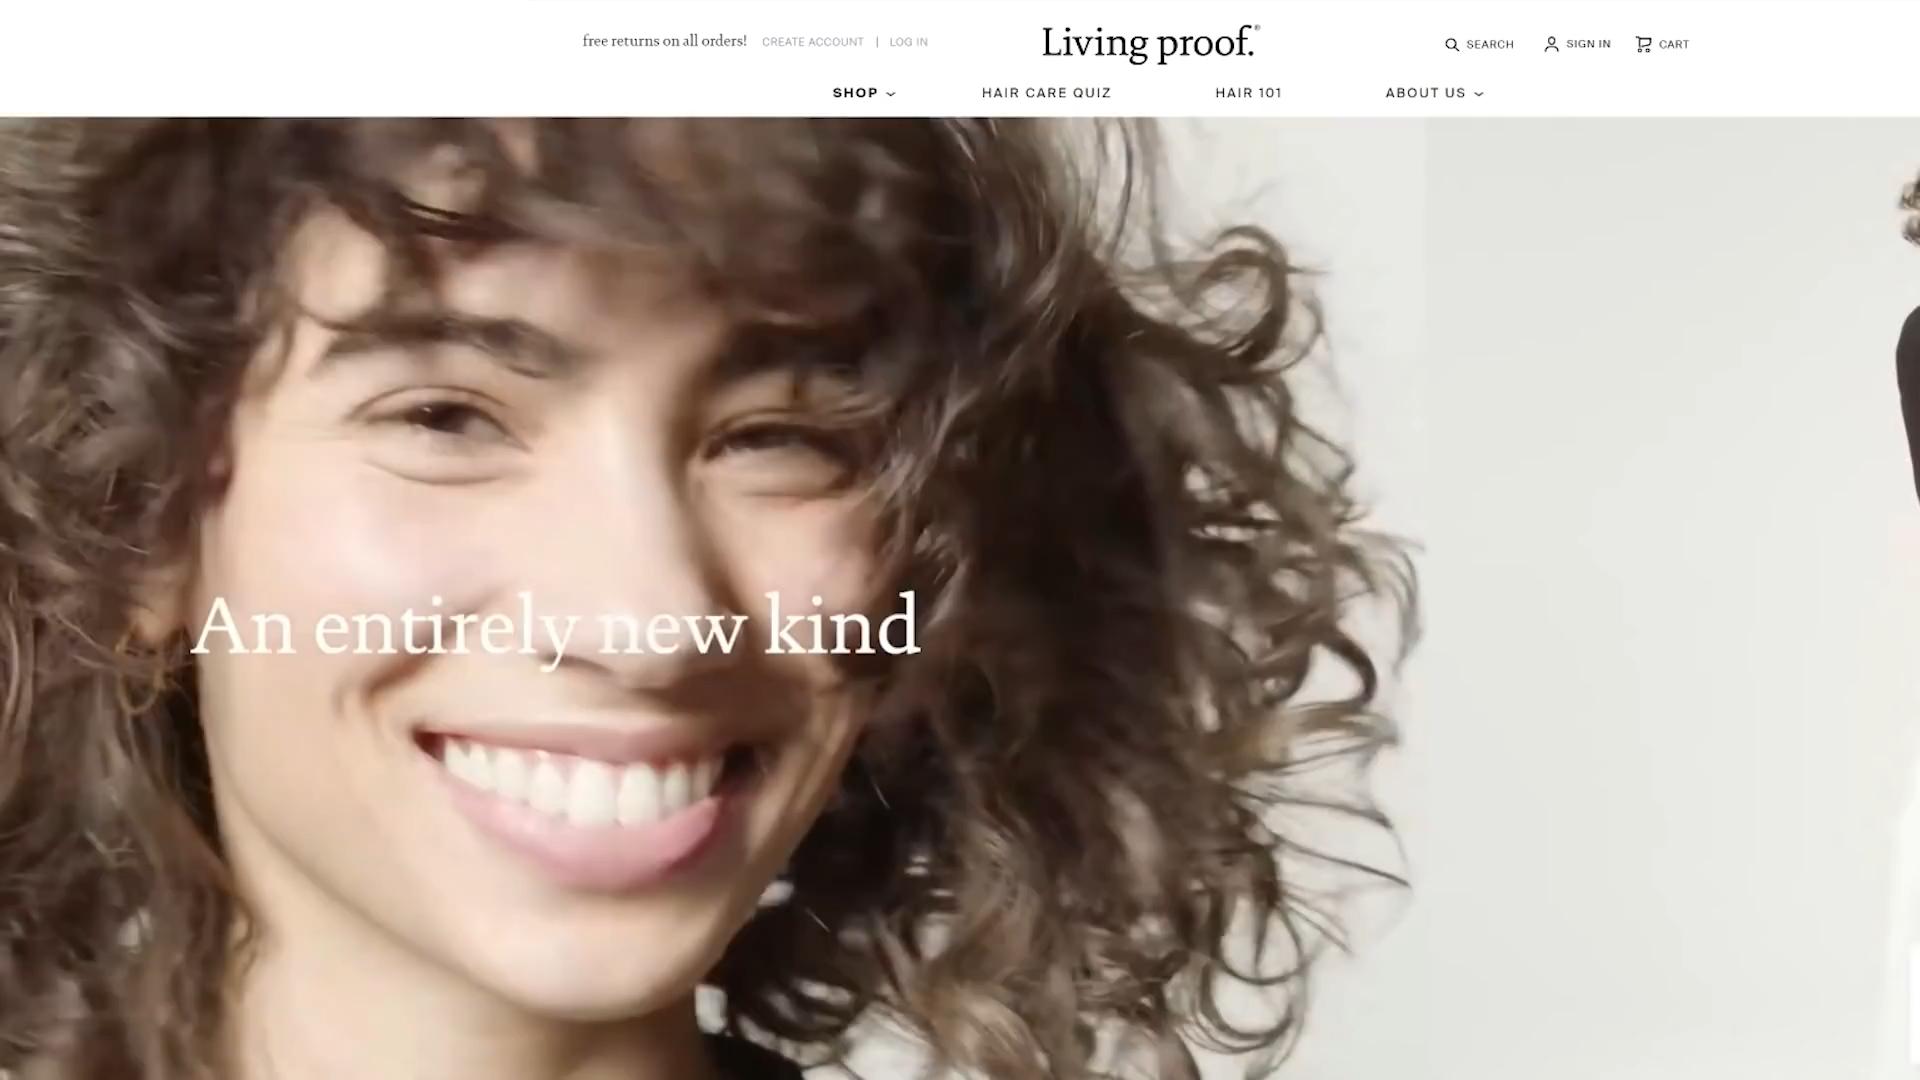 free returns on all orders! CREATE ACCOUNT | LOG IN
Living proof.®
SEARCH SIGN IN CART
SHOP HAIR CARE QUIZ HAIR 101 ABOUT US
An entirely new kind